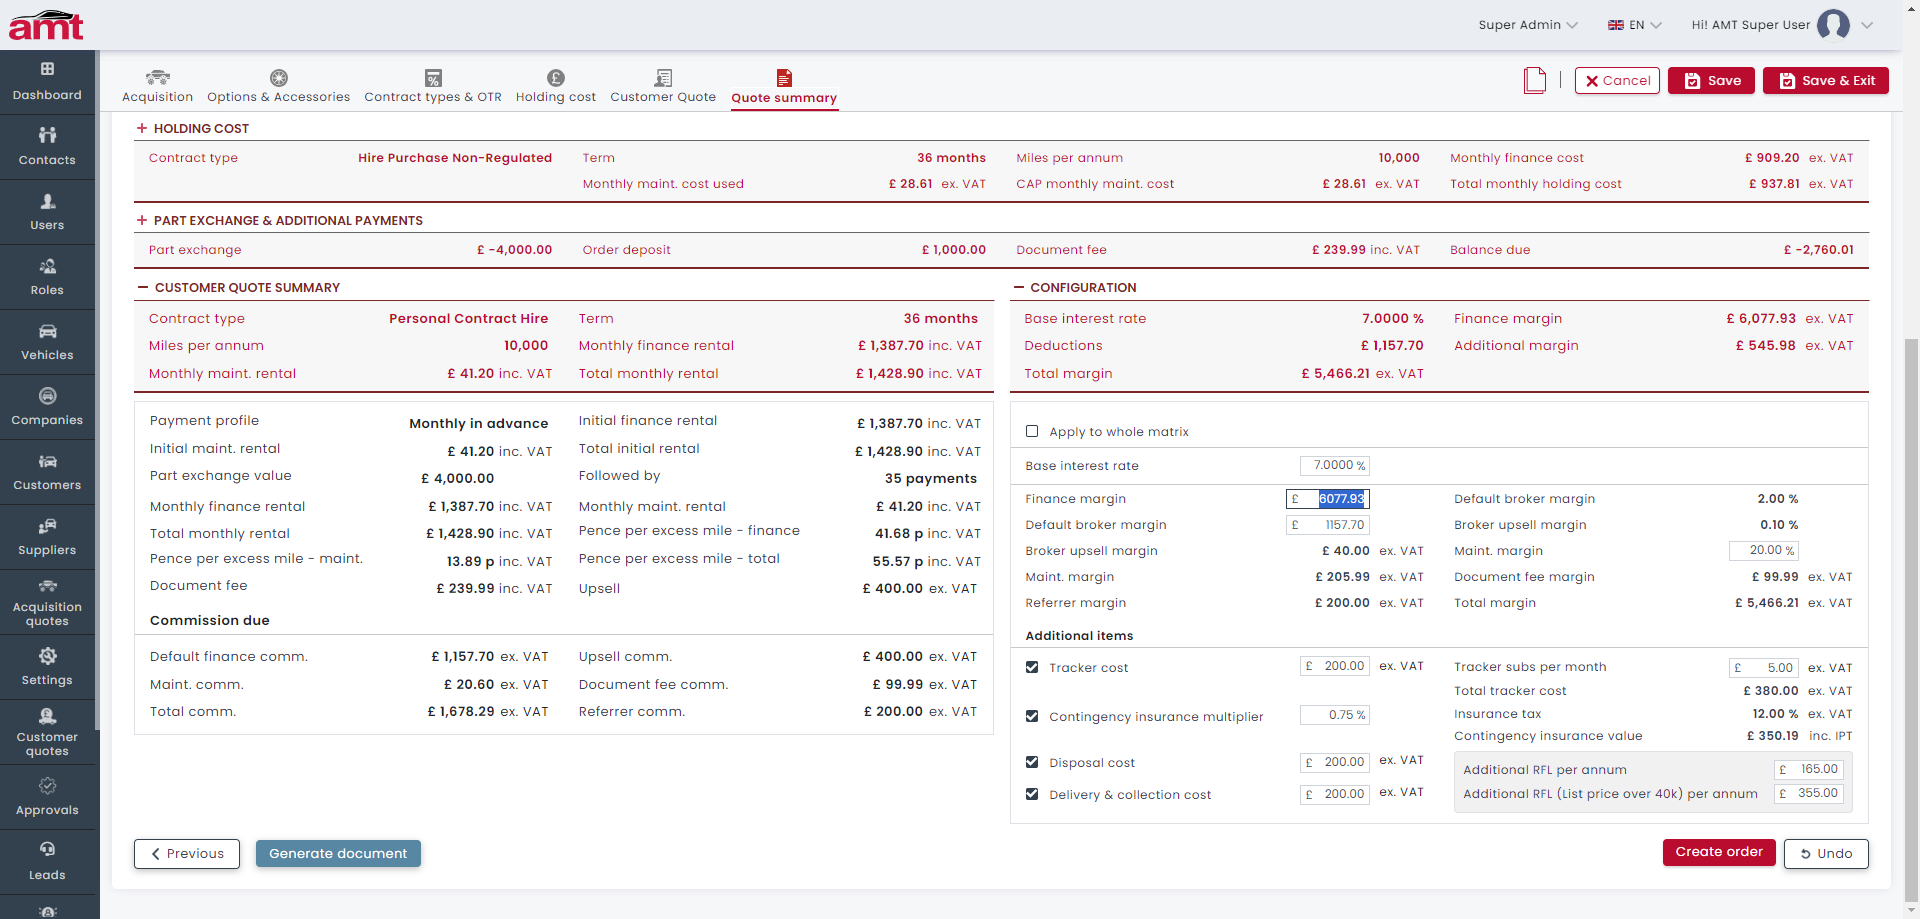 amt
Super Admin
EN
Hi! AMT Super User
Dashboard
Contacts
Users
Roles
Vehicles
Companies
Customers
Suppliers
Acquisition
quotes
Settings
Customer
quotes
Approvals
Leads
Acquisition
Options & Accessories
Contract types & OTR
Holding cost
Customer Quote
Quote summary
Cancel
Save
Save & Exit
+ HOLDING COST
Contract type Hire Purchase Non-Regulated Term 36 months Miles per annum 10,000 Monthly finance cost £ 909.20 ex. VAT
Monthly maint. cost used £ 28.61 ex. VAT CAP monthly maint. cost £ 28.61 ex. VAT Total monthly holding cost £ 937.81 ex. VAT
+ PART EXCHANGE & ADDITIONAL PAYMENTS
Part exchange £ -4,000.00 Order deposit £ 1,000.00 Document fee £ 239.99 inc. VAT Balance due £ -2,760.01
− CUSTOMER QUOTE SUMMARY
Contract type Personal Contract Hire Term 36 months
Miles per annum 10,000 Monthly finance rental £ 1,387.70 inc. VAT
Monthly maint. rental £ 41.20 inc. VAT Total monthly rental £ 1,428.90 inc. VAT
Payment profile Monthly in advance Initial finance rental £ 1,387.70 inc. VAT
Initial maint. rental £ 41.20 inc. VAT Total initial rental £ 1,428.90 inc. VAT
Part exchange value £ 4,000.00 Followed by 35 payments
Monthly finance rental £ 1,387.70 inc. VAT Monthly maint. rental £ 41.20 inc. VAT
Total monthly rental £ 1,428.90 inc. VAT Pence per excess mile - finance 41.68 p inc. VAT
Pence per excess mile - maint. 13.89 p inc. VAT Pence per excess mile - total 55.57 p inc. VAT
Document fee £ 239.99 inc. VAT Upsell £ 400.00 ex. VAT
Commission due
Default finance comm. £ 1,157.70 ex. VAT Upsell comm. £ 400.00 ex. VAT
Maint. comm. £ 20.60 ex. VAT Document fee comm. £ 99.99 ex. VAT
Total comm. £ 1,678.29 ex. VAT Referrer comm. £ 200.00 ex. VAT
− CONFIGURATION
Base interest rate 7.0000 % Finance margin £ 6,077.93 ex. VAT
Deductions £ 1,157.70 Additional margin £ 545.98 ex. VAT
Total margin £ 5,466.21 ex. VAT
Apply to whole matrix
Base interest rate 7.0000 %
Finance margin £ 6077.93 Default broker margin 2.00 %
Default broker margin £ 1157.70 Broker upsell margin 0.10 %
Broker upsell margin £ 40.00 ex. VAT Maint. margin 20.00 %
Maint. margin £ 205.99 ex. VAT Document fee margin £ 99.99 ex. VAT
Referrer margin £ 200.00 ex. VAT Total margin £ 5,466.21 ex. VAT
Additional items
Tracker cost £ 200.00 ex. VAT Tracker subs per month £ 5.00 ex. VAT
Total tracker cost £ 380.00 ex. VAT
Contingency insurance multiplier 0.75 % Insurance tax 12.00 % ex. VAT
Contingency insurance value £ 350.19 inc. IPT
Disposal cost £ 200.00 ex. VAT Additional RFL per annum £ 165.00
Delivery & collection cost £ 200.00 ex. VAT Additional RFL (List price over 40k) per annum £ 355.00
Previous
Generate document
Create order
Undo